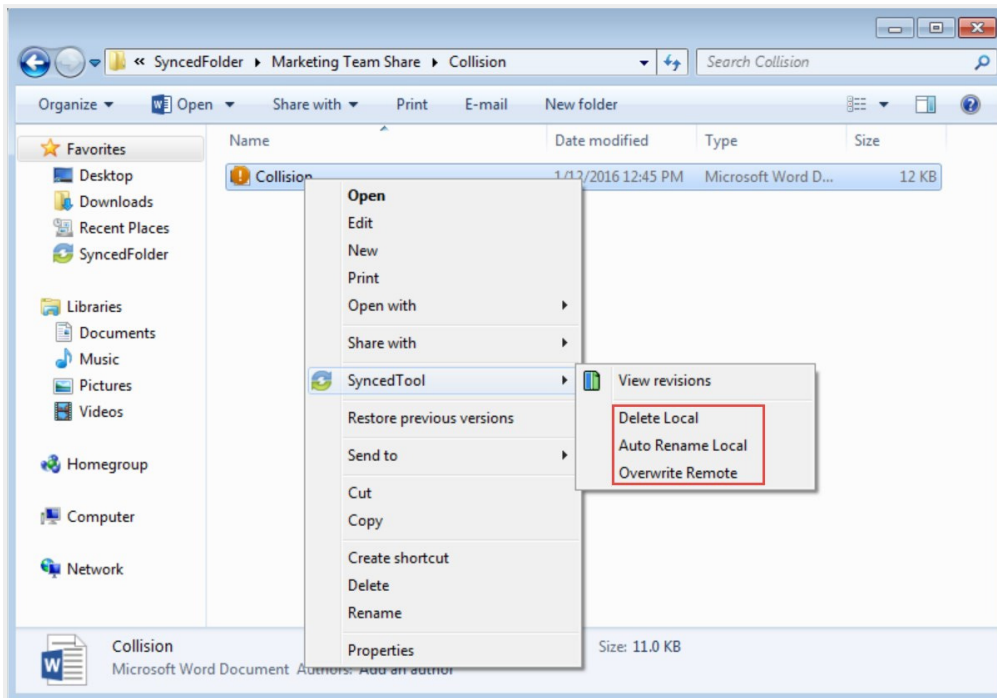 « SyncedFolder ▸ Marketing Team Share ▸ Collision
Search Collision
Organize
Open
Share with
Print
E-mail
New folder
Name
Date modified
Type
Size
Favorites
Desktop
Downloads
Recent Places
SyncedFolder
Libraries
Documents
Music
Pictures
Videos
Homegroup
Computer
Network
Collision
1/12/2016 12:45 PM
Microsoft Word D...
12 KB
Open
Edit
New
Print
Open with
Share with
SyncedTool
Restore previous versions
Send to
Cut
Copy
Create shortcut
Delete
Rename
Properties
View revisions
Delete Local
Auto Rename Local
Overwrite Remote
Collision
Size: 11.0 KB
Microsoft Word Document Authors: Add an author